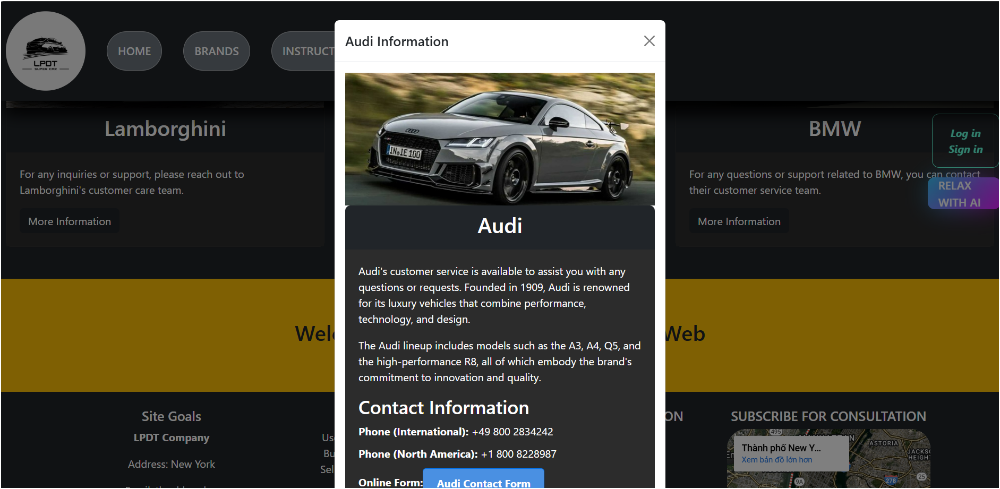 LPDT
SUPER CAR
HOME
BRANDS
INSTRUCT
Audi Information
IN IE 100
Lamborghini
For any inquiries or support, please reach out to
Lamborghini's customer care team.
More Information
Audi
Audi's customer service is available to assist you with any
questions or requests. Founded in 1909, Audi is renowned
for its luxury vehicles that combine performance,
technology, and design.
The Audi lineup includes models such as the A3, A4, Q5, and
the high-performance R8, all of which embody the brand's
commitment to innovation and quality.
Contact Information
Phone (International): +49 800 2834242
Phone (North America): +1 800 8228987
Online Form: Audi Contact Form
BMW
For any questions or support related to BMW, you can contact
their customer service team.
More Information
Log in
Sign in
RELAX
WITH AI
Welc
Web
Site Goals
LPDT Company
Address: New York
Us
Bu
Sel
ON
SUBSCRIBE FOR CONSULTATION
Thành phố New Y...
Xem bản đồ lớn hơn
495
ASTORIA
JACKS
HEIGHT
25
278
9A